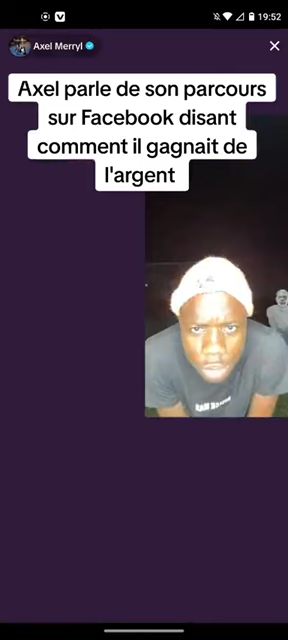 19:52
Axel Merryl
Axel parle de son parcours
sur Facebook disant
comment il gagnait de
l'argent